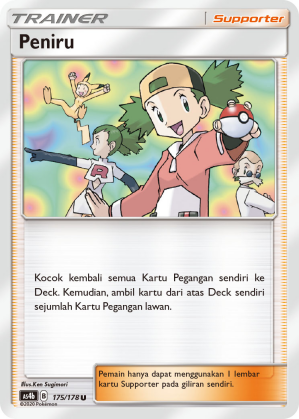 TRAINER
Supporter
Peniru
R
Kocok kembali semua Kartu Pegangan sendiri ke
Deck. Kemudian, ambil kartu dari atas Deck sendiri
sejumlah Kartu Pegangan lawan.
Illus.Ken Sugimori
AS4b B 175/178 U
©2020 Pokémon
Pemain hanya dapat menggunakan 1 lembar
kartu Supporter pada giliran sendiri.